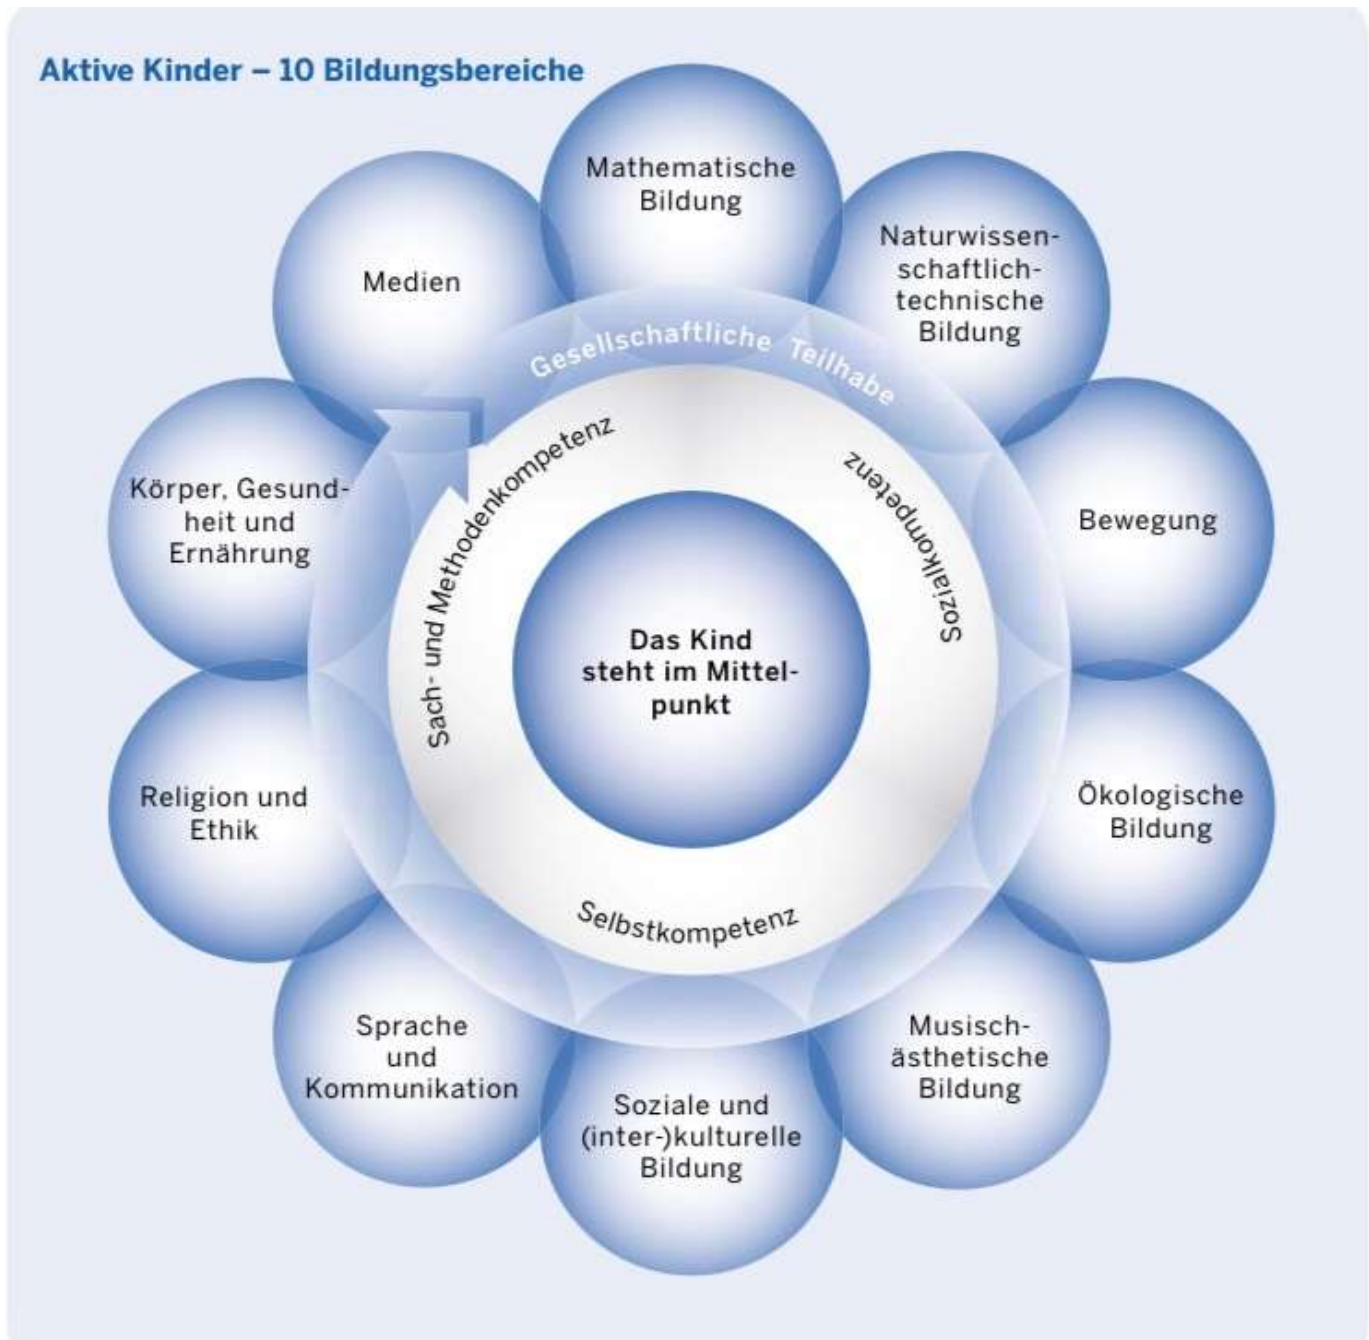 Aktive Kinder – 10 Bildungsbereiche
Mathematische
Bildung
Naturwissen-
schaftlich-
technische
Bildung
Bewegung
Ökologische
Bildung
Musisch-
ästhetische
Bildung
Soziale und
(inter-)kulturelle
Bildung
Sprache
und
Kommunikation
Religion und
Ethik
Körper, Gesund-
heit und
Ernährung
Medien
Gesellschaftliche Teilhabe
Sach- und Methodenkompetenz
Sozialkompetenz
Selbstkompetenz
Das Kind
steht im Mittel-
punkt